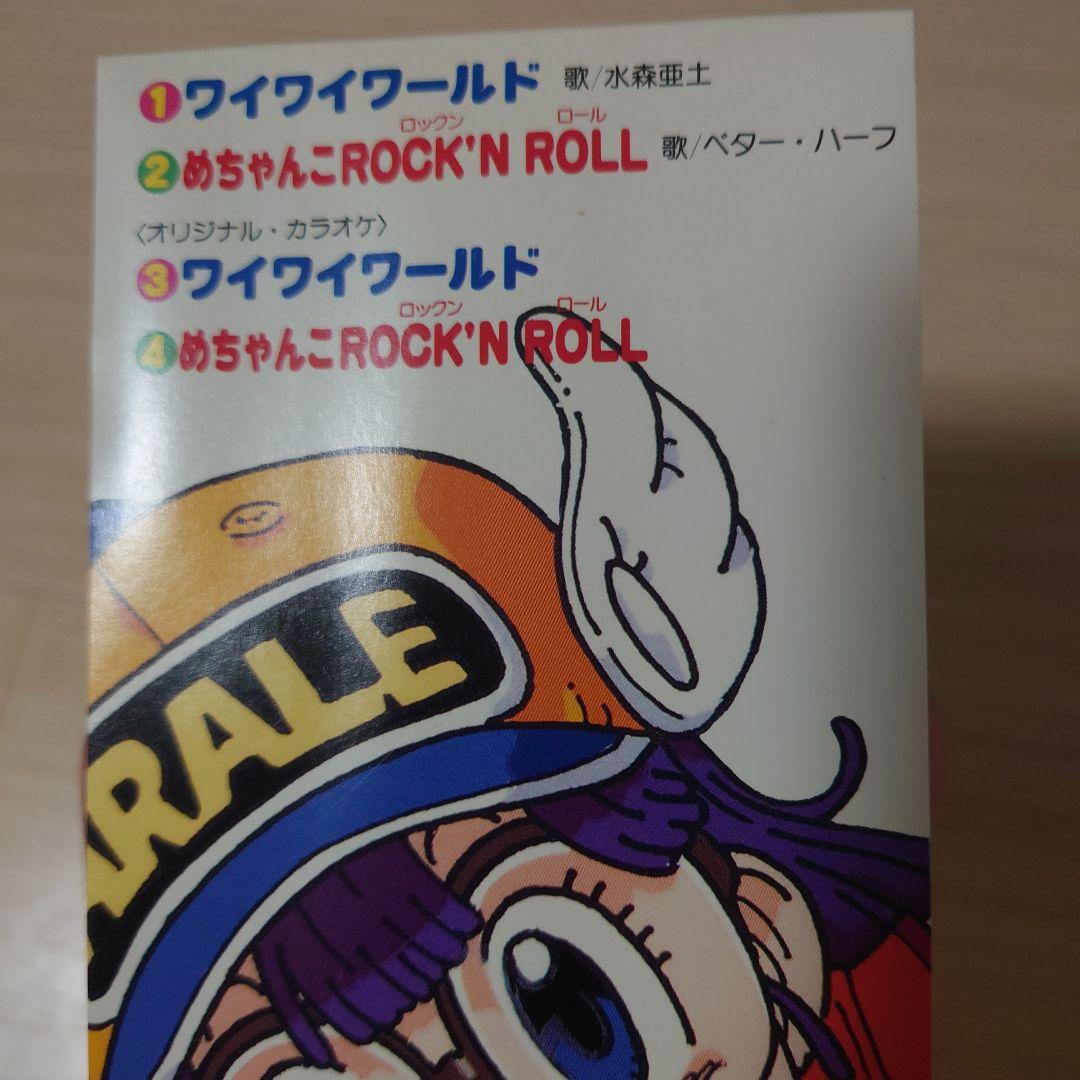 1 ワイワイワールド 歌/水森亜土
ロックン ロール
2 めちゃんこROCK'N ROLL 歌/ベター・ハーフ
〈オリジナル・カラオケ〉
3 ワイワイワールド
ロックン ロール
4 めちゃんこROCK'N ROLL
ARALE